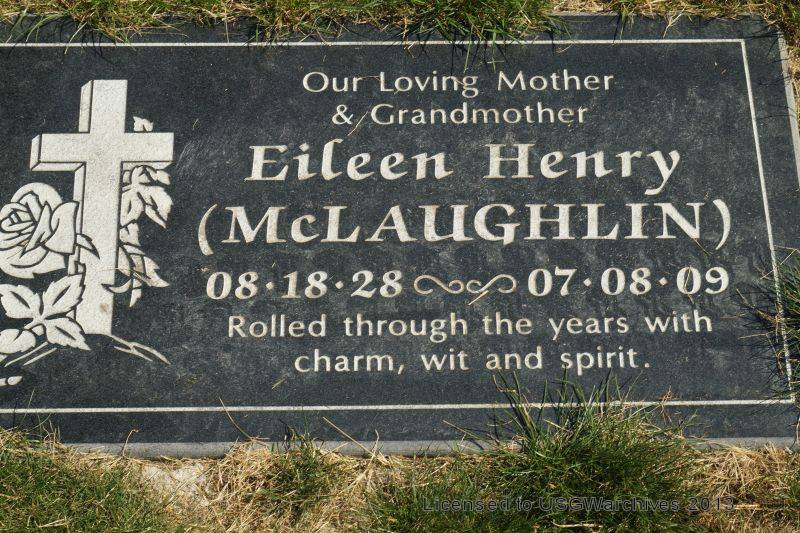 Our Loving Mother
& Grandmother
Eileen Henry
(McLAUGHLIN)
08·18·28 07·08·09
Rolled through the years with
charm, wit and spirit.
Licensed to USGWarchives 2013